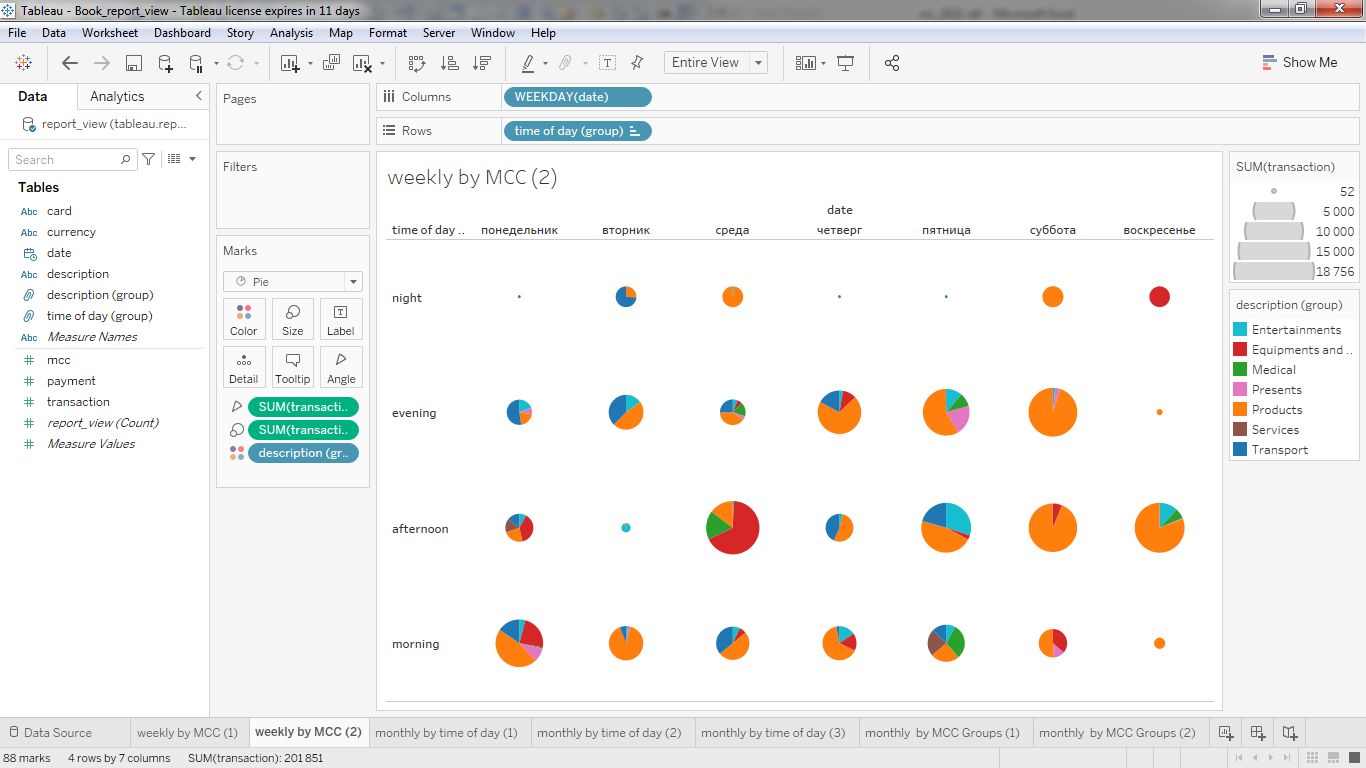 Tableau - Book_report_view - Tableau license expires in 11 days
File Data Worksheet Dashboard Story Analysis Map Format Server Window Help
Entire View
Show Me
Data Analytics
report_view (tableau.rep...
Search
Tables
Abc card
Abc currency
date
Abc description
description (group)
time of day (group)
Abc Measure Names
mcc
payment
transaction
report_view (Count)
Measure Values
Pages
Filters
Marks
Pie
Color Size Label
Detail Tooltip Angle
SUM(transacti..
SUM(transacti..
description (gr..
Columns WEEKDAY(date)
Rows time of day (group)
weekly by MCC (2)
date
time of day .. понедельник вторник среда четверг пятница суббота воскресенье
night
evening
afternoon
morning
SUM(transaction)
52
5 000
10 000
15 000
18 756
description (group)
Entertainments
Equipments and ..
Medical
Presents
Products
Services
Transport
Data Source weekly by MCC (1) weekly by MCC (2) monthly by time of day (1) monthly by time of day (2) monthly by time of day (3) monthly by MCC Groups (1) monthly by MCC Groups (2)
88 marks 4 rows by 7 columns SUM(transaction): 201 851